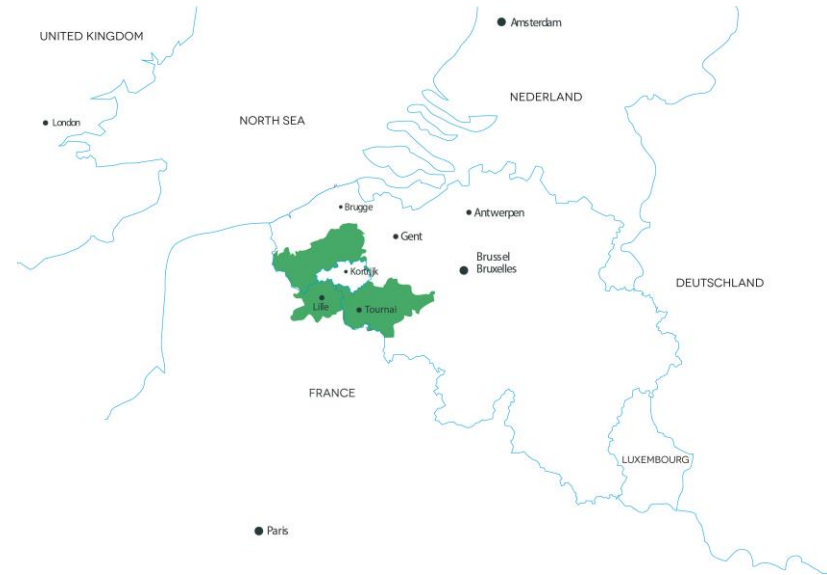 Amsterdam
UNITED KINGDOM
NEDERLAND
London
NORTH SEA
Brugge
Antwerpen
Gent
Brussel
Bruxelles
Kortrijk
DEUTSCHLAND
Lille
Tournai
FRANCE
LUXEMBOURG
Paris